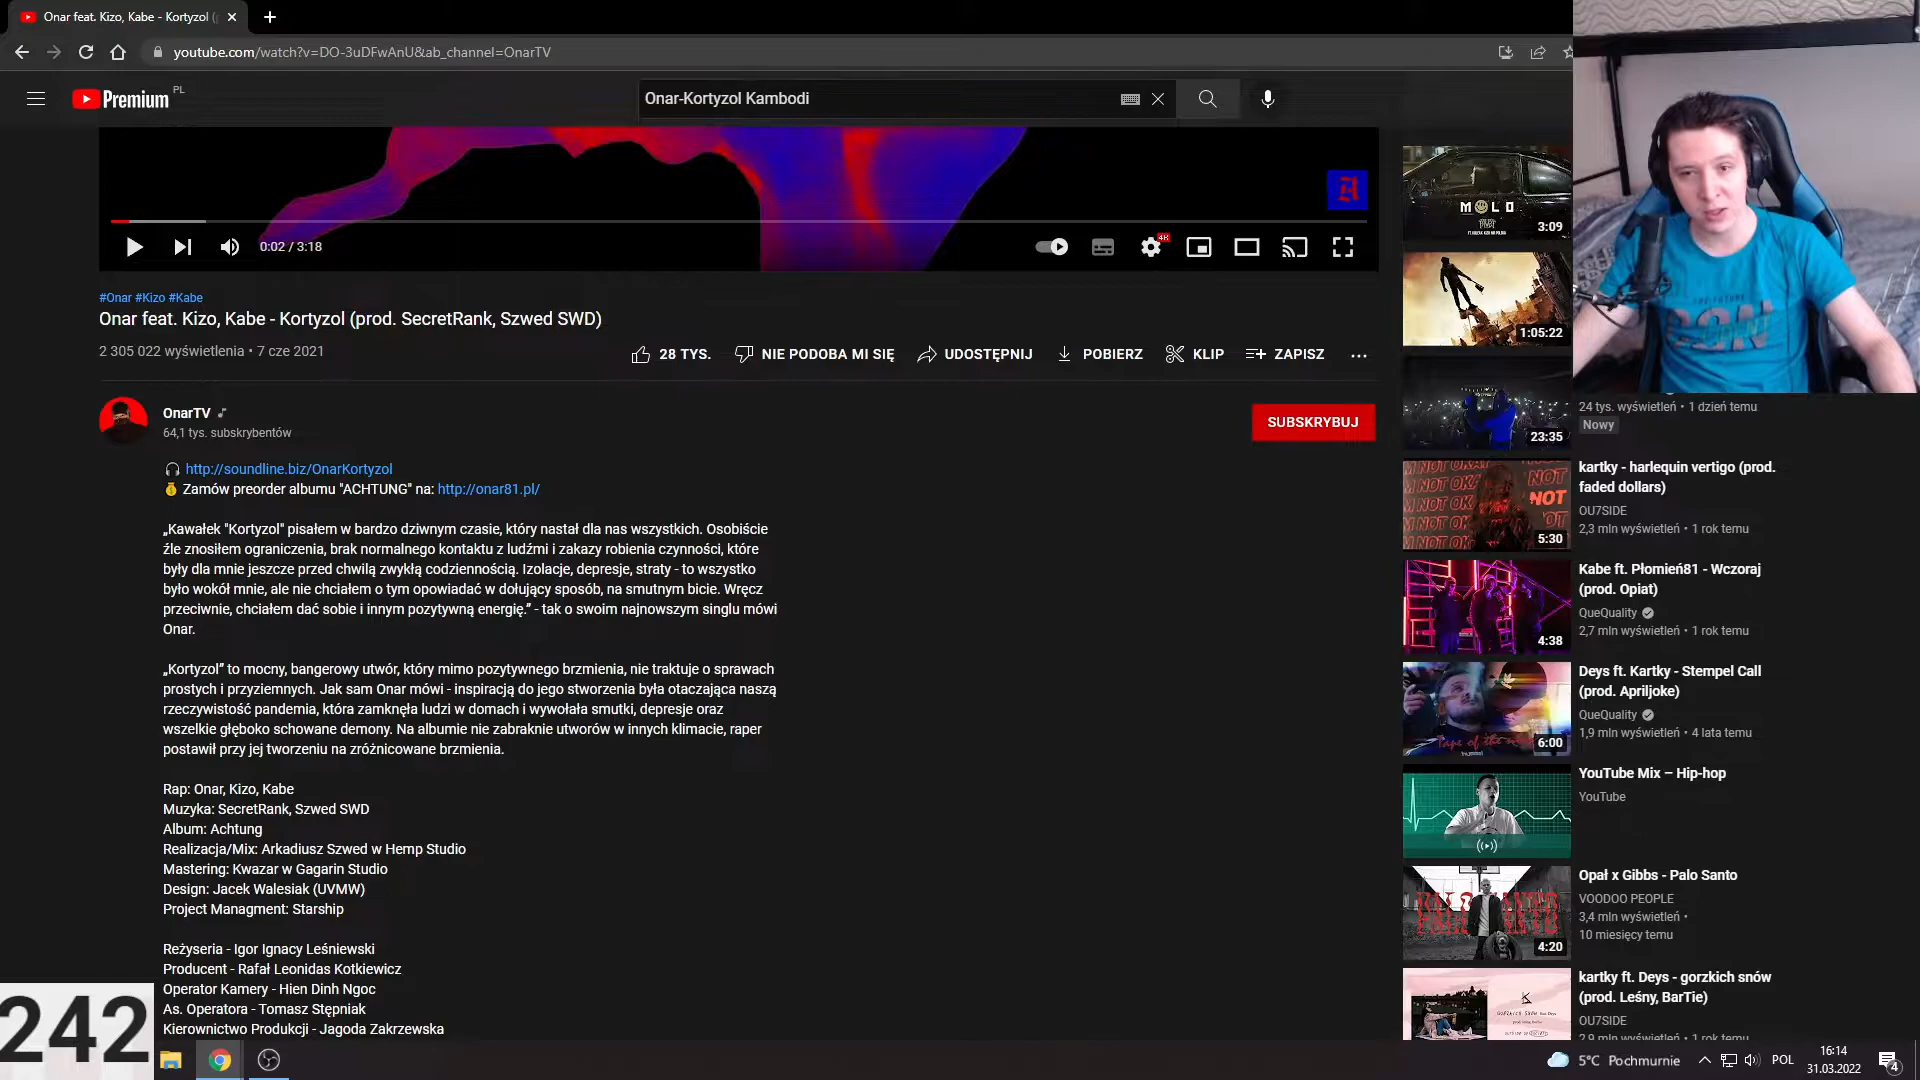 Onar feat. Kizo, Kabe - Kortyzol (
youtube.com/watch?v=DO-3uDFwAnU&ab_channel=OnarTV
Premium PL
Onar-Kortyzol Kambodi
0:02 / 3:18
4K
#Onar #Kizo #Kabe
Onar feat. Kizo, Kabe - Kortyzol (prod. SecretRank, Szwed SWD)
2 305 022 wyświetlenia • 7 cze 2021
28 TYS.
NIE PODOBA MI SIĘ
UDOSTĘPNIJ
POBIERZ
KLIP
ZAPISZ
OnarTV
64,1 tys. subskrybentów
SUBSKRYBUJ
http://soundline.biz/OnarKortyzol
Zamów preorder albumu "ACHTUNG" na: http://onar81.pl/
„Kawałek "Kortyzol" pisałem w bardzo dziwnym czasie, który nastał dla nas wszystkich. Osobiście
źle znosiłem ograniczenia, brak normalnego kontaktu z ludźmi i zakazy robienia czynności, które
były dla mnie jeszcze przed chwilą zwykłą codziennością. Izolacje, depresje, straty - to wszystko
było wokół mnie, ale nie chciałem o tym opowiadać w dołujący sposób, na smutnym bicie. Wręcz
przeciwnie, chciałem dać sobie i innym pozytywną energię.” - tak o swoim najnowszym singlu mówi
Onar.
„Kortyzol” to mocny, bangerowy utwór, który mimo pozytywnego brzmienia, nie traktuje o sprawach
prostych i przyziemnych. Jak sam Onar mówi - inspiracją do jego stworzenia była otaczająca naszą
rzeczywistość pandemia, która zamknęła ludzi w domach i wywołała smutki, depresje oraz
wszelkie głęboko schowane demony. Na albumie nie zabraknie utworów w innych klimacie, raper
postawił przy jej tworzeniu na zróżnicowane brzmienia.
Rap: Onar, Kizo, Kabe
Muzyka: SecretRank, Szwed SWD
Album: Achtung
Realizacja/Mix: Arkadiusz Szwed w Hemp Studio
Mastering: Kwazar w Gagarin Studio
Design: Jacek Walesiak (UVMW)
Project Managment: Starship
Reżyseria - Igor Ignacy Leśniewski
Producent - Rafał Leonidas Kotkiewicz
Operator Kamery - Hien Dinh Ngoc
As. Operatora - Tomasz Stępniak
Kierownictwo Produkcji - Jagoda Zakrzewska
3:09
1:05:22
23:35
24 tys. wyświetleń • 1 dzień temu
Nowy
kartky - harlequin vertigo (prod.
faded dollars)
OU7SIDE
2,3 mln wyświetleń • 1 rok temu
5:30
Kabe ft. Płomień81 - Wczoraj
(prod. Opiat)
QueQuality
2,7 mln wyświetleń • 1 rok temu
4:38
Deys ft. Kartky - Stempel Call
(prod. Apriljoke)
QueQuality
1,9 mln wyświetleń • 4 lata temu
6:00
YouTube Mix – Hip-hop
YouTube
Opał x Gibbs - Palo Santo
VOODOO PEOPLE
3,4 mln wyświetleń •
10 miesięcy temu
4:20
kartky ft. Deys - gorzkich snów
(prod. Leśny, BarTie)
OU7SIDE
2,9 mln wyświetleń • 1 rok temu
242
5°C Pochmurnie
POL
16:14
31.03.2022
4